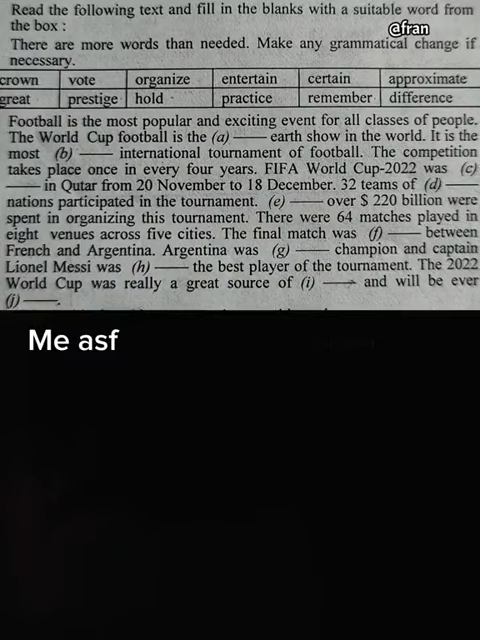 Read the following text and fill in the blanks with a suitable word from
the box :
@fran
There are more words than needed. Make any grammatical change if
necessary.
crown vote organize entertain certain approximate
great prestige hold practice remember difference
Football is the most popular and exciting event for all classes of people.
The World Cup football is the (a) —— earth show in the world. It is the
most (b) —— international tournament of football. The competition
takes place once in every four years. FIFA World Cup-2022 was (c)
—— in Qutar from 20 November to 18 December. 32 teams of (d) ——
nations participated in the tournament. (e) —— over $ 220 billion were
spent in organizing this tournament. There were 64 matches played in
eight venues across five cities. The final match was (f) —— between
French and Argentina. Argentina was (g) —— champion and captain
Lionel Messi was (h) —— the best player of the tournament. The 2022
World Cup was really a great source of (i) —— and will be ever
(j) ——.
Me asf